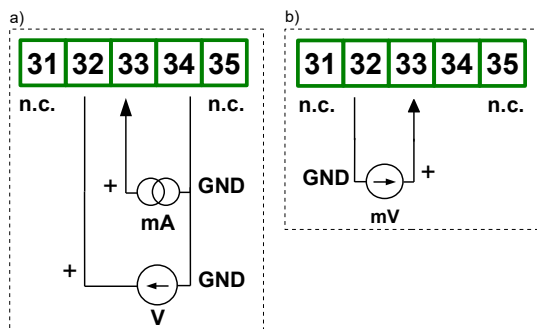 a)
31 32 33 34 35
n.c. n.c.
+ GND
mA
+ GND
V
b)
31 32 33 34 35
n.c. n.c.
GND +
mV